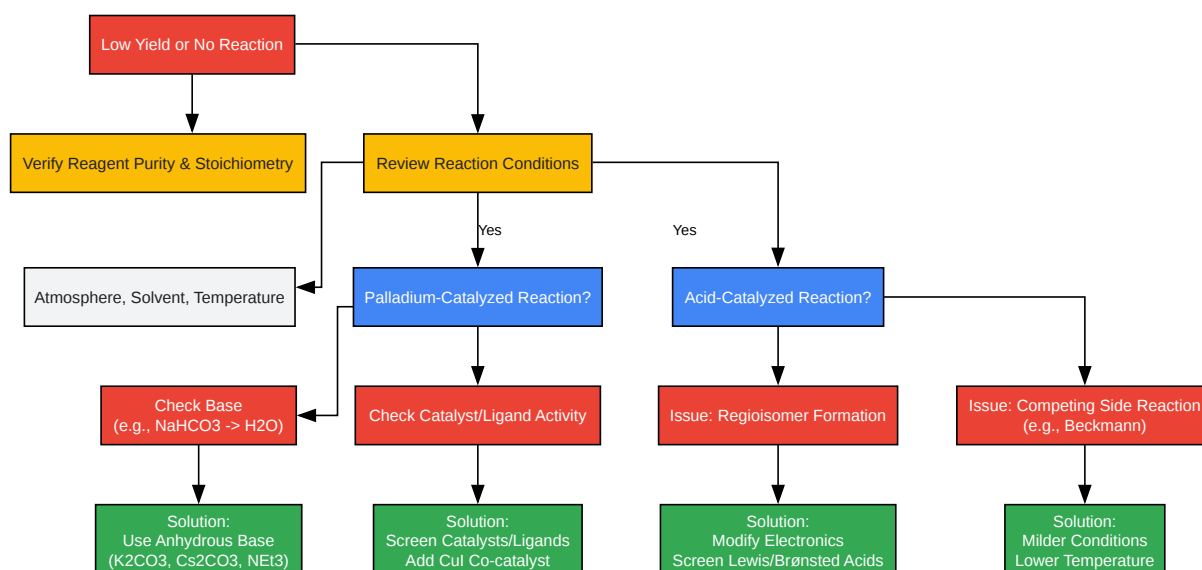 Low Yield or No Reaction
Verify Reagent Purity & Stoichiometry
Review Reaction Conditions
Yes
Yes
Atmosphere, Solvent, Temperature
Palladium-Catalyzed Reaction?
Acid-Catalyzed Reaction?
Check Base
(e.g., NaHCO3 -> H2O)
Check Catalyst/Ligand Activity
Issue: Regioisomer Formation
Issue: Competing Side Reaction
(e.g., Beckmann)
Solution:
Use Anhydrous Base
(K2CO3, Cs2CO3, NEt3)
Solution:
Screen Catalysts/Ligands
Add CuI Co-catalyst
Solution:
Modify Electronics
Screen Lewis/Brønsted Acids
Solution:
Milder Conditions
Lower Temperature